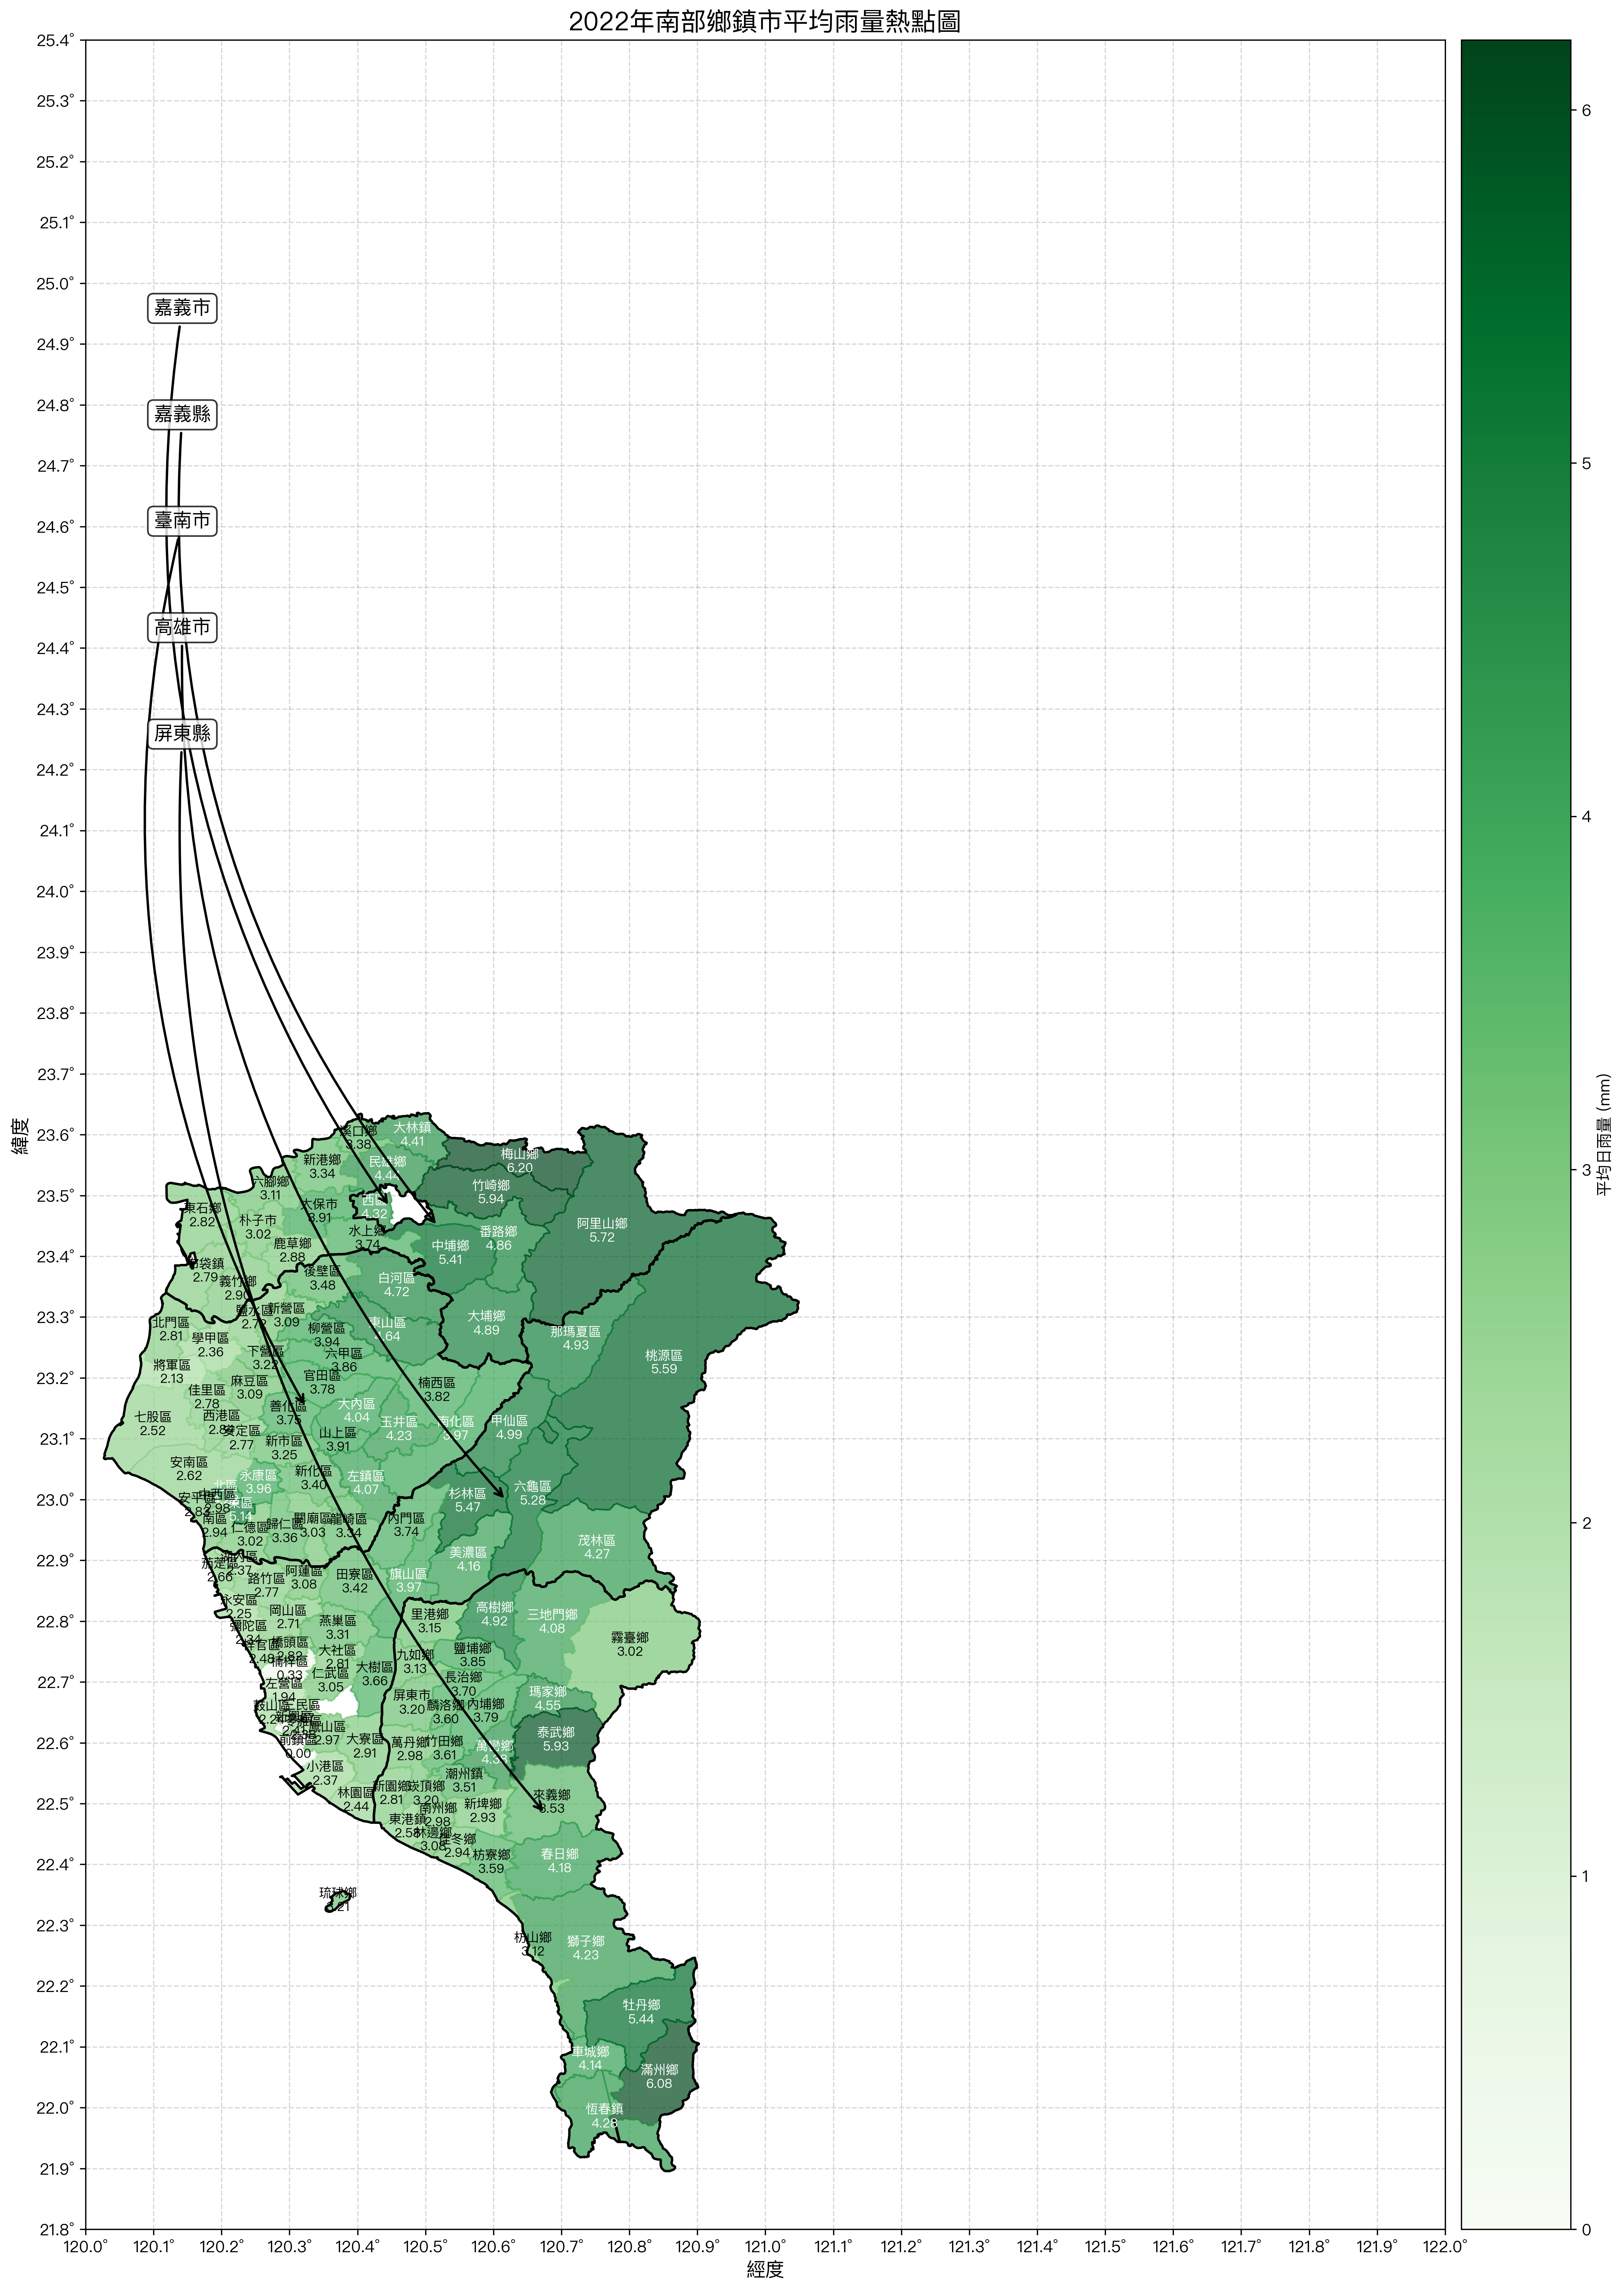 2022年南部鄉鎮市平均雨量熱點圖
25.4°
25.3°
25.2°
25.1°
25.0°
24.9°
24.8°
24.7°
24.6°
24.5°
24.4°
24.3°
24.2°
24.1°
24.0°
23.9°
23.8°
23.7°
23.6°
23.5°
23.4°
23.3°
23.2°
23.1°
23.0°
22.9°
22.8°
22.7°
22.6°
22.5°
22.4°
22.3°
22.2°
22.1°
22.0°
21.9°
21.8°
緯度
嘉義市
嘉義縣
臺南市
高雄市
屏東縣
大林鎮
4.41
溪口鄉
3.38
梅山鄉
6.20
新港鄉
3.34
民雄鄉
4.44
竹崎鄉
5.94
六腳鄉
3.11
東石鄉
2.82
朴子市
3.02
太保市
3.91
西區
4.32
阿里山鄉
5.72
水上鄉
3.74
番路鄉
4.86
中埔鄉
5.41
鹿草鄉
2.88
布袋鎮
2.79
義竹鄉
2.90
後壁區
3.48
白河區
4.72
鹽水區
新營區
3.09
北門區
2.81
學甲區
2.36
柳營區
3.94
東山區
4.64
大埔鄉
4.89
那瑪夏區
4.93
下營區
3.22
六甲區
3.86
桃源區
5.59
將軍區
2.13
麻豆區
3.09
官田區
3.78
楠西區
3.82
佳里區
2.78
善化區
3.75
大內區
4.04
七股區
2.52
西港區
安定區
2.77
玉井區
4.23
南化區
3.97
甲仙區
4.99
新市區
3.25
山上區
3.91
安南區
2.62
永康區
3.96
新化區
3.40
左鎮區
4.07
杉林區
5.47
六龜區
5.28
北區
中西區
2.98
安平區
東區
5.14
南區
2.94
仁德區
3.02
歸仁區
3.36
關廟區
3.03
龍崎區
3.34
內門區
3.74
茂林區
4.27
美濃區
4.16
湖內區
2.37
茄萣區
2.66
路竹區
2.77
阿蓮區
3.08
田寮區
3.42
旗山區
3.97
永安區
2.25
岡山區
2.71
燕巢區
3.31
里港鄉
3.15
高樹鄉
4.92
三地門鄉
4.08
彌陀區
2.34
梓官區
2.48
橋頭區
2.82
大社區
2.81
霧臺鄉
3.02
楠梓區
0.33
仁武區
3.05
大樹區
3.66
九如鄉
3.13
鹽埔鄉
3.85
左營區
1.94
長治鄉
3.70
瑪家鄉
4.55
鼓山區
三民區
屏東市
3.20
麟洛鄉
3.60
內埔鄉
3.79
鳳山區
2.97
前鎮區
0.00
大寮區
2.91
萬丹鄉
2.98
竹田鄉
3.61
萬巒鄉
4.33
泰武鄉
5.93
小港區
2.37
林園區
2.44
新園鄉
2.81
崁頂鄉
3.20
潮州鎮
3.51
來義鄉
3.53
南州鄉
2.98
新埤鄉
2.93
東港鎮
2.58
林邊鄉
3.08
佳冬鄉
2.94
枋寮鄉
3.59
春日鄉
4.18
琉球鄉
3.21
枋山鄉
3.12
獅子鄉
4.23
牡丹鄉
5.44
車城鄉
4.14
滿州鄉
6.08
恆春鎮
4.28
120.0°
120.1°
120.2°
120.3°
120.4°
120.5°
120.6°
120.7°
120.8°
120.9°
121.0°
121.1°
121.2°
121.3°
121.4°
121.5°
121.6°
121.7°
121.8°
121.9°
122.0°
經度
6
5
4
3
2
1
0
平均日雨量 (mm)